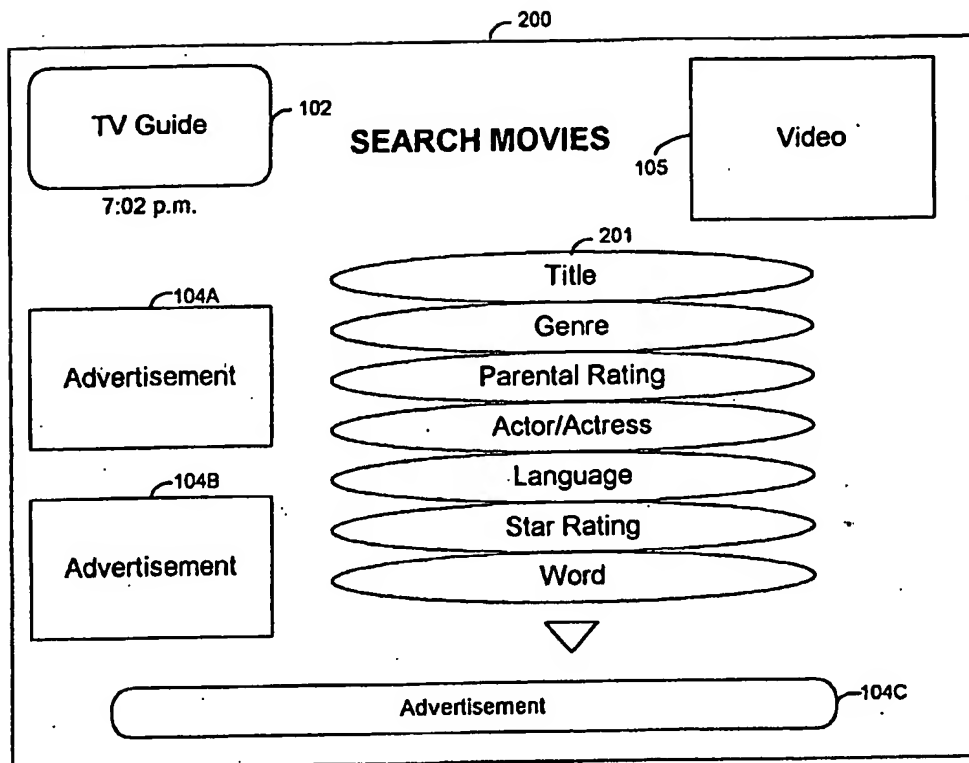 200
TV Guide
102
SEARCH MOVIES
105
Video
7:02 p.m.
201
Title
Genre
Parental Rating
Actor/Actress
Language
Star Rating
Word
104A
Advertisement
104B
Advertisement
Advertisement
104C